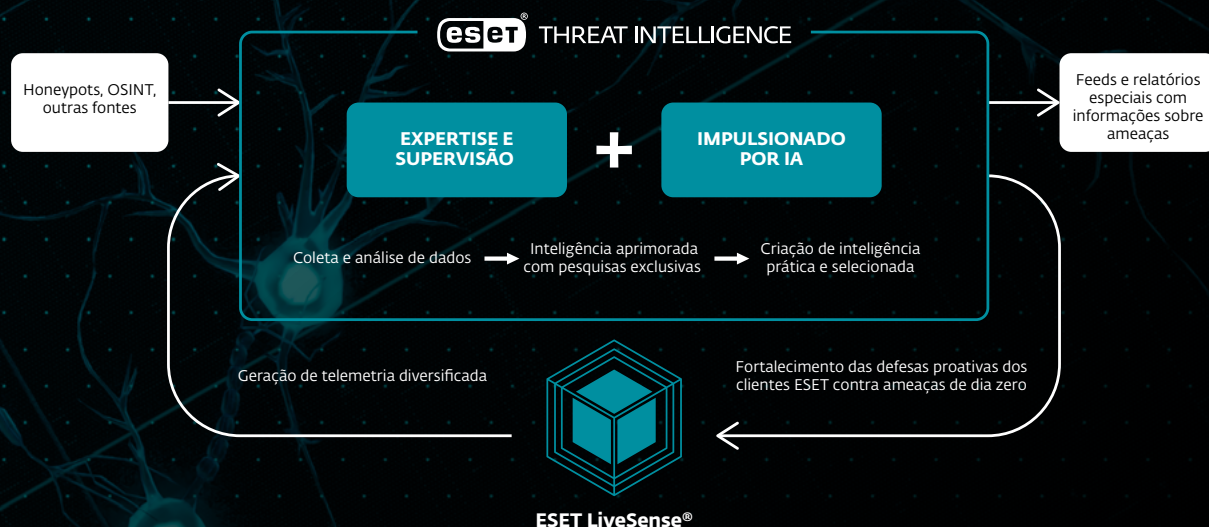 eset® THREAT INTELLIGENCE
Honeypots, OSINT,
outras fontes
EXPERTISE E
SUPERVISÃO
+
IMPULSIONADO
POR IA
Feeds e relatórios
especiais com
informações sobre
ameaças
Coleta e análise de dados
Inteligência aprimorada
com pesquisas exclusivas
Criação de inteligência
prática e selecionada
Geração de telemetria diversificada
Fortalecimento das defesas proativas dos
clientes ESET contra ameaças de dia zero
ESET LiveSense®